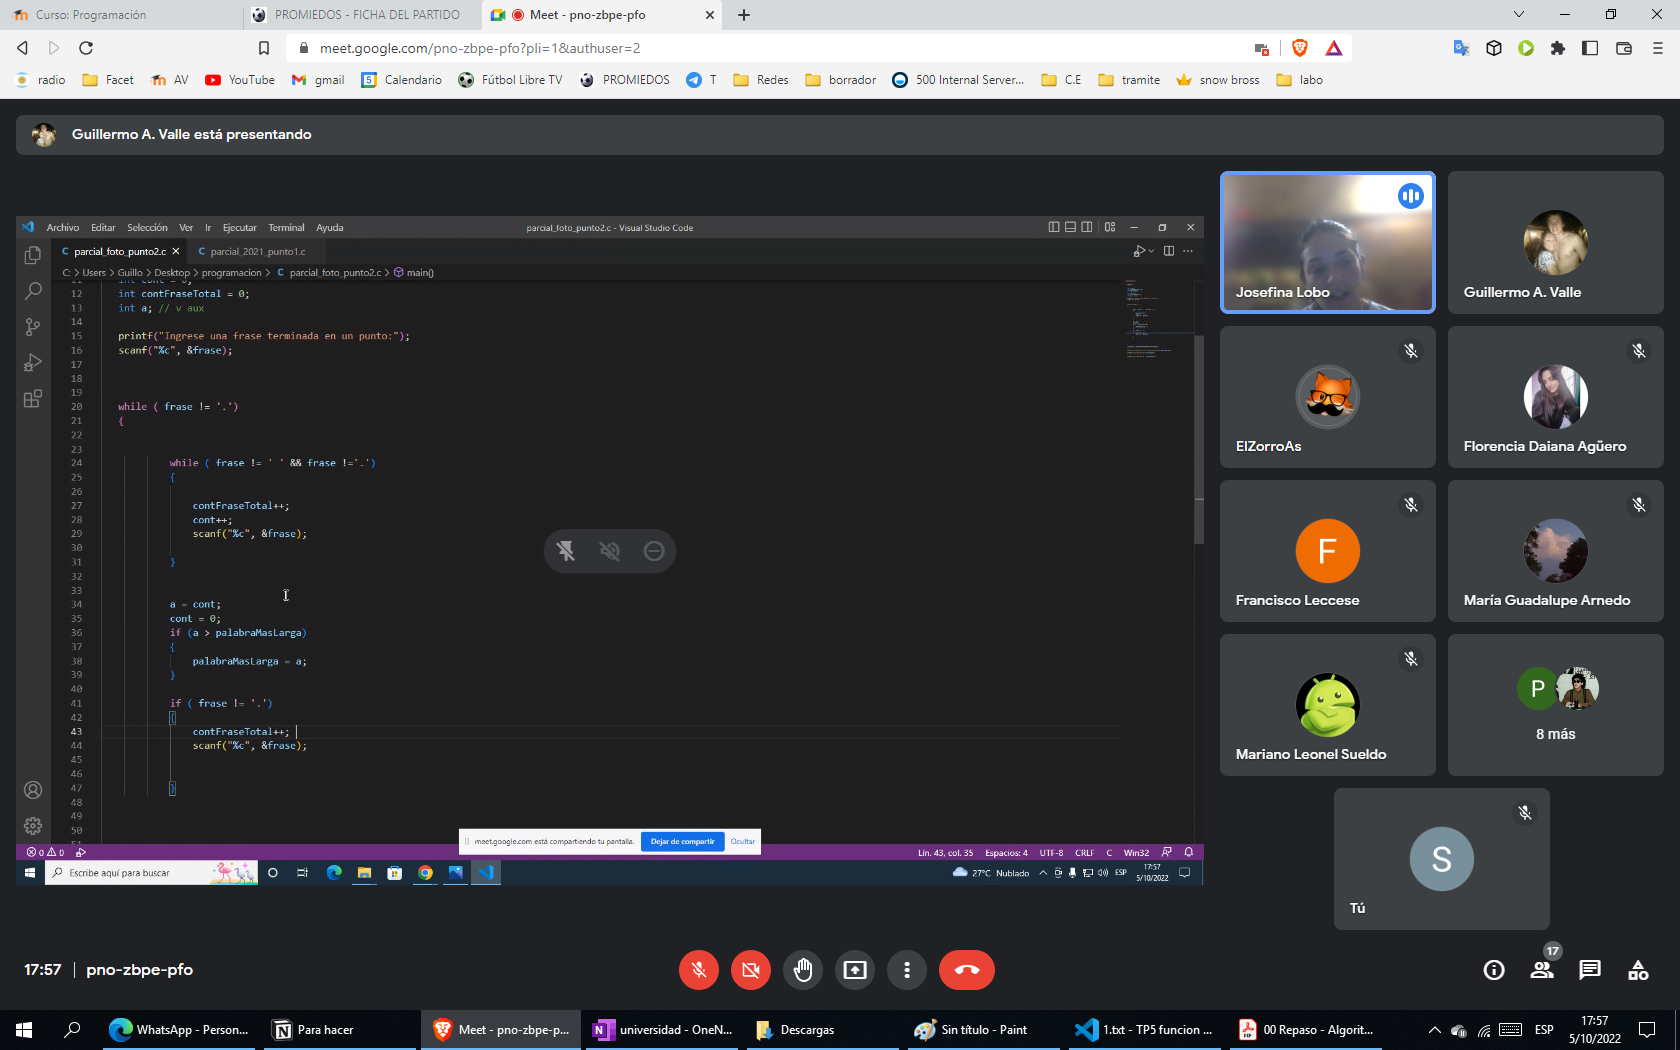 Curso: Programación
PROMIEDOS - FICHA DEL PARTIDO
Meet - pno-zbpe-pfo
meet.google.com/pno-zbpe-pfo?pli=1&authuser=2
radio
Facet
AV
YouTube
gmail
5
Calendario
Fútbol Libre TV
PROMIEDOS
T
Redes
borrador
500 Internal Server...
C.E
tramite
snow bross
labo
Guillermo A. Valle está presentando
Archivo Editar Selección Ver Ir Ejecutar Terminal Ayuda
parcial_foto_punto2.c - Visual Studio Code
C parcial_foto_punto2.c
C parcial_2021_punto1.c
C: > Users > Guillo > Desktop > programacion > C parcial_foto_punto2.c > main()
11 int cont = 0;
12 int contFraseTotal = 0;
13 int a; // v aux
14
15 printf("Ingrese una frase terminada en un punto:");
16 scanf("%c", &frase);
17
18
19
20 while ( frase != '.')
21 {
22
23
24 while ( frase != ' ' && frase !='.')
25 {
26
27 contFraseTotal++;
28 cont++;
29 scanf("%c", &frase);
30
31 }
32
33
34 a = cont;
35 cont = 0;
36 if (a > palabraMasLarga)
37 {
38 palabraMasLarga = a;
39 }
40
41 if ( frase != '.')
42 {
43 contFraseTotal++;
44 scanf("%c", &frase);
45
46
47 }
48
49
50
51
meet.google.com está compartiendo tu pantalla.
Dejar de compartir
Ocultar
0 0
Lín. 43, col. 35 Espacios: 4 UTF-8 CRLF C Win32
Escribe aquí para buscar
27°C Nublado
ESP
17:57
5/10/2022
Josefina Lobo
Guillermo A. Valle
ElZorroAs
Florencia Daiana Agüero
F
Francisco Leccese
María Guadalupe Arnedo
Mariano Leonel Sueldo
P
8 más
S
Tú
17:57 | pno-zbpe-pfo
17
WhatsApp - Person...
Para hacer
Meet - pno-zbpe-p...
universidad - OneN...
Descargas
Sin título - Paint
1.txt - TP5 funcion ...
00 Repaso - Algorit...
ESP
17:57
5/10/2022